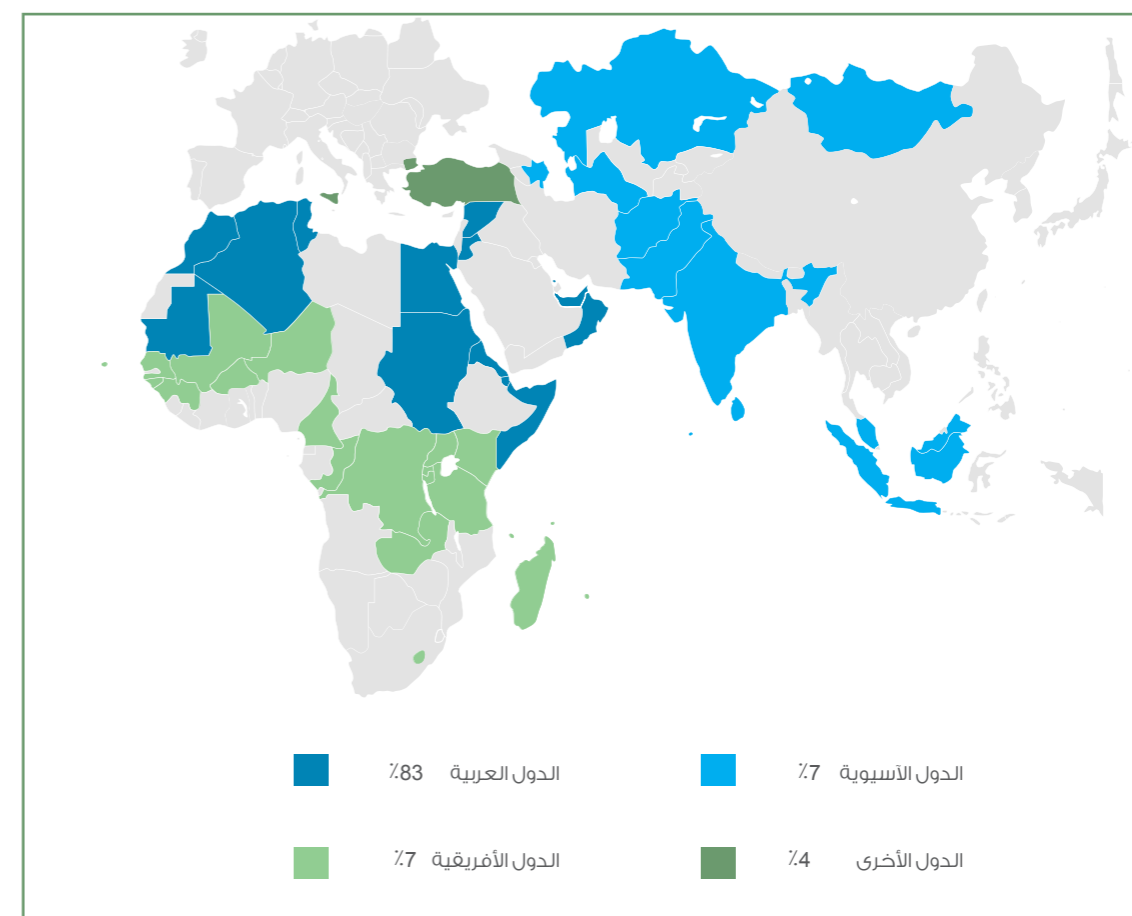 الدول الآسيوية 7٪
الدول العربية 83٪
الدول الأخرى 4٪
الدول الأفريقية 7٪